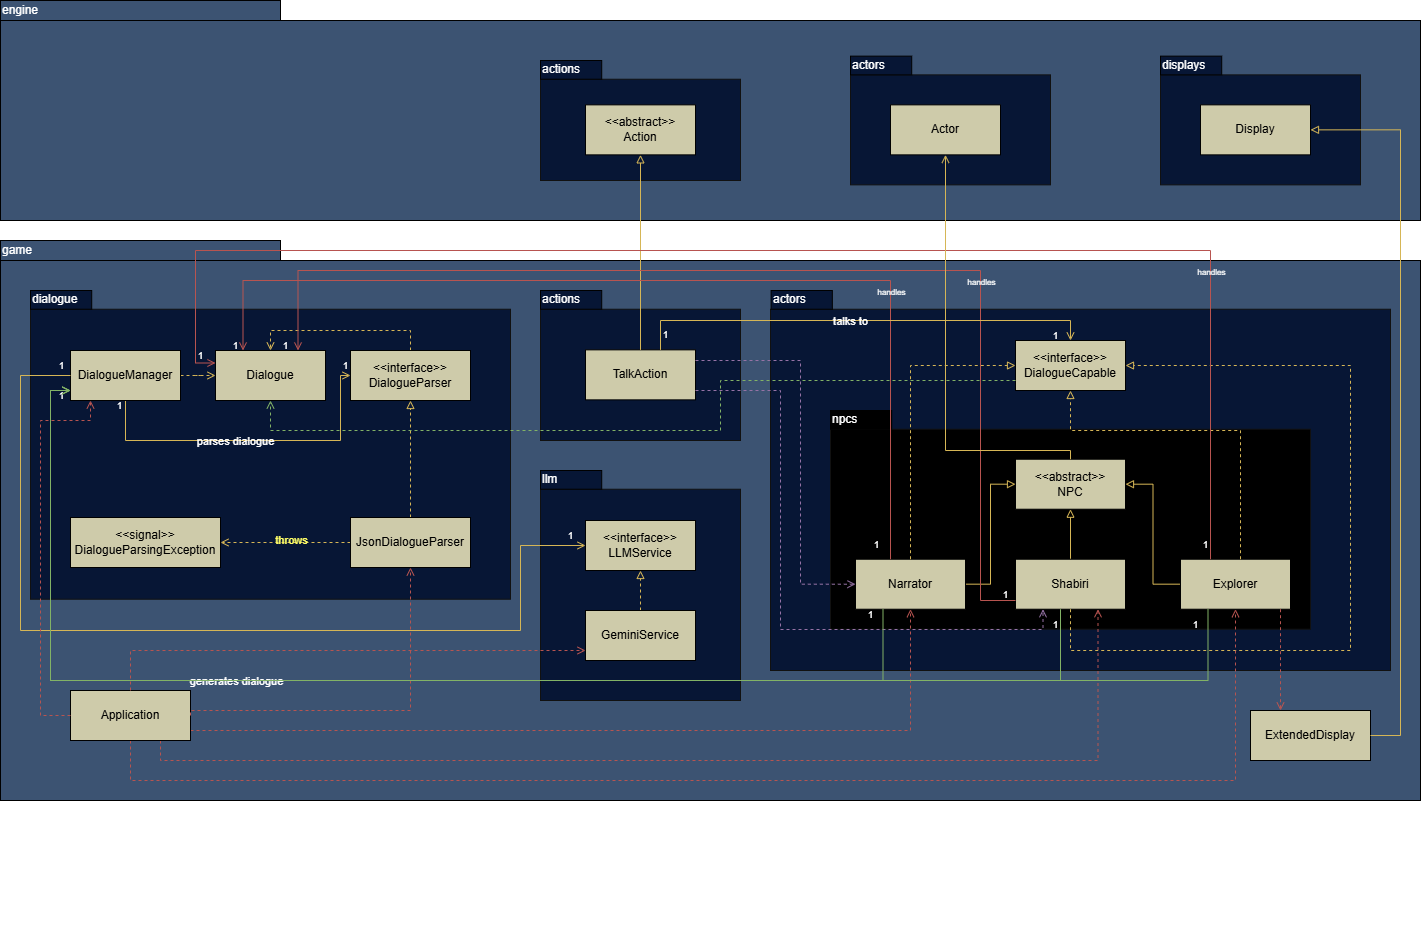 engine
actions
actors
displays
<<abstract>>
Action
Actor
Display
game
handles
handles
handles
dialogue
actions
actors
talks to
1
1
1
1
1
1
1
DialogueManager
Dialogue
<<interface>>
DialogueParser
TalkAction
<<interface>>
DialogueCapable
1
1
npcs
parses dialogue
<<abstract>>
NPC
llm
<<signal>>
DialogueParsingException
throws
JsonDialogueParser
1
<<interface>>
LLMService
1
1
Narrator
Shabiri
Explorer
1
1
1
1
GeminiService
generates dialogue
Application
ExtendedDisplay